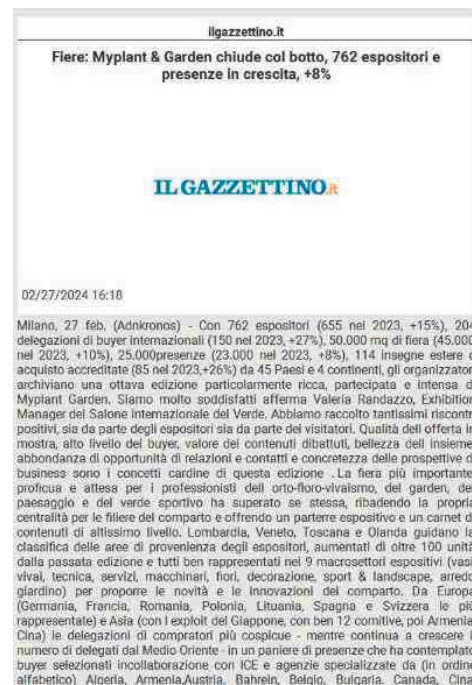 ilgazzettino.it
Fiere: Myplant & Garden chiude col botto, 762 espositori e
presenze in crescita, +8%
IL GAZZETTINO.it
02/27/2024 16:18
Milano, 27 feb. (Adnkronos) - Con 762 espositori (655 nel 2023, +15%), 204
delegazioni di buyer internazionali (150 nel 2023, +27%), 50.000 mq di fiera (45.000
nel 2023, +10%), 25.000presenze (23.000 nel 2023, +8%), 114 insegne estere d
acquisto accreditate (85 nel 2023,+26%) da 45 Paesi e 4 continenti, gli organizzator
archiviano una ottava edizione particolarmente ricca, partecipata e intensa d
Myplant Garden. Siamo molto soddisfatti afferma Valeria Randazzo, Exhibition
Manager del Salone internazionale del Verde. Abbiamo raccolto tantissimi riscontr
positivi, sia da parte degli espositori sia da parte dei visitatori. Qualità dell offerta in
mostra, alto livello dei buyer, valore dei contenuti dibattuti, bellezza dell insieme
abbondanza di opportunità di relazioni e contatti e concretezza delle prospettive d
business sono i concetti cardine di questa edizione . La fiera più importante
proficua e attesa per i professionisti dell orto-floro-vivaismo, del garden, de
paesaggio e del verde sportivo ha superato se stessa, ribadendo la propria
centralità per le filiere del comparto e offrendo un parterre espositivo e un carnet d
contenuti di altissimo livello. Lombardia, Veneto, Toscana e Olanda guidano la
classifica delle aree di provenienza degli espositori, aumentati di oltre 100 unità
dalla passata edizione e tutti ben rappresentati nei 9 macrosettori espositivi (vasi
vivai, tecnica, servizi, macchinari, fiori, decorazione, sport & landscape, arredo
giardino) per proporre le novità e le innovazioni del comparto. Da Europa
(Germania, Francia, Romania, Polonia, Lituania, Spagna e Svizzera le più
rappresentate) e Asia (con l exploit del Giappone, con ben 12 comitive, poi Armenia
Cina) le delegazioni di compratori più cospicue - mentre continua a crescere i
numero di delegati dal Medio Oriente - in un paniere di presenze che ha contemplato
buyer selezionati incollaborazione con ICE e agenzie specializzate da (in ordine
alfabetico) Algeria, Armenia,Austria, Bahrein, Belgio, Bulgaria, Canada, Cina